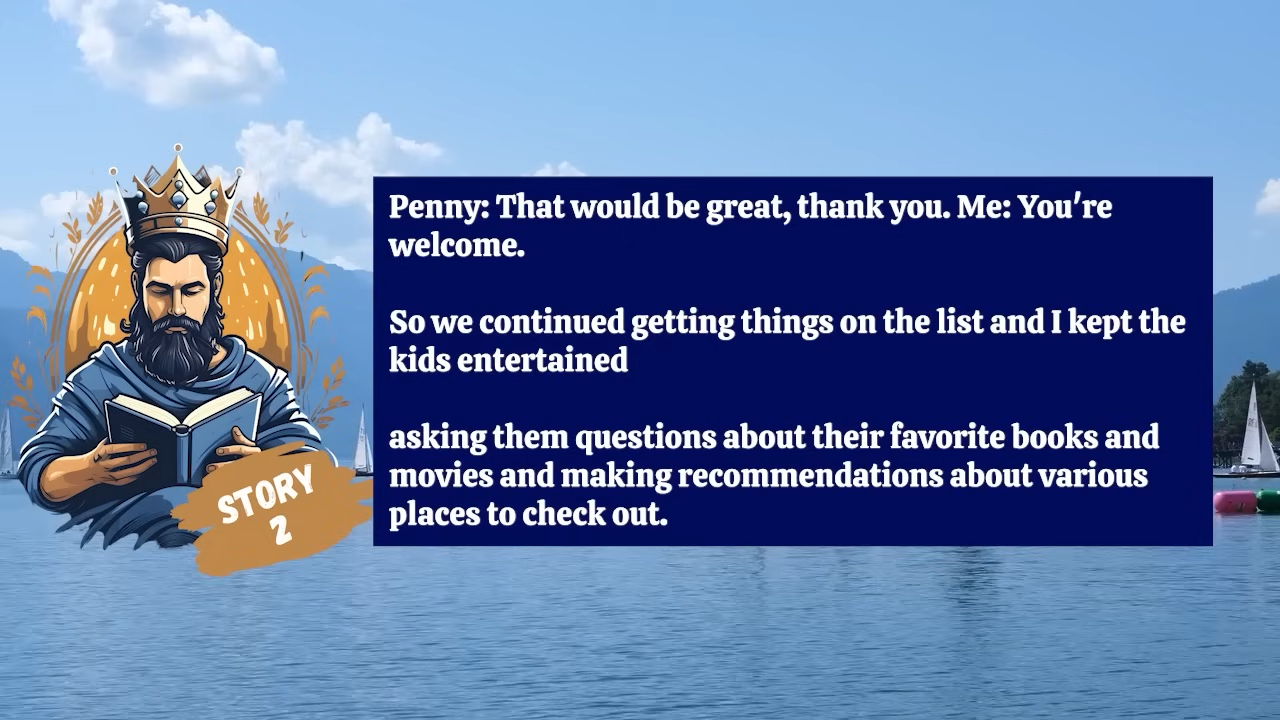 Penny: That would be great, thank you. Me: You're
welcome.
So we continued getting things on the list and I kept the
kids entertained
asking them questions about their favorite books and
movies and making recommendations about various
places to check out.
STORY
2